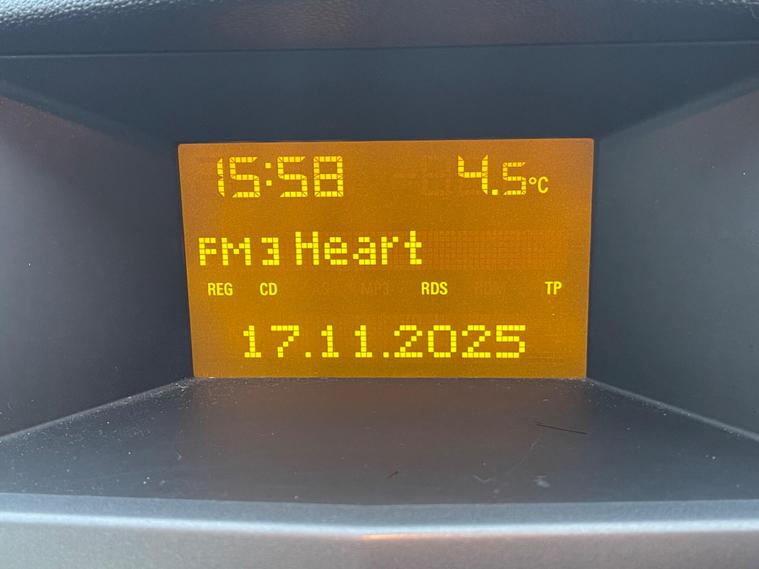 15:58 4.5°C
FM3 Heart
REG CD RDS TP
17.11.2025